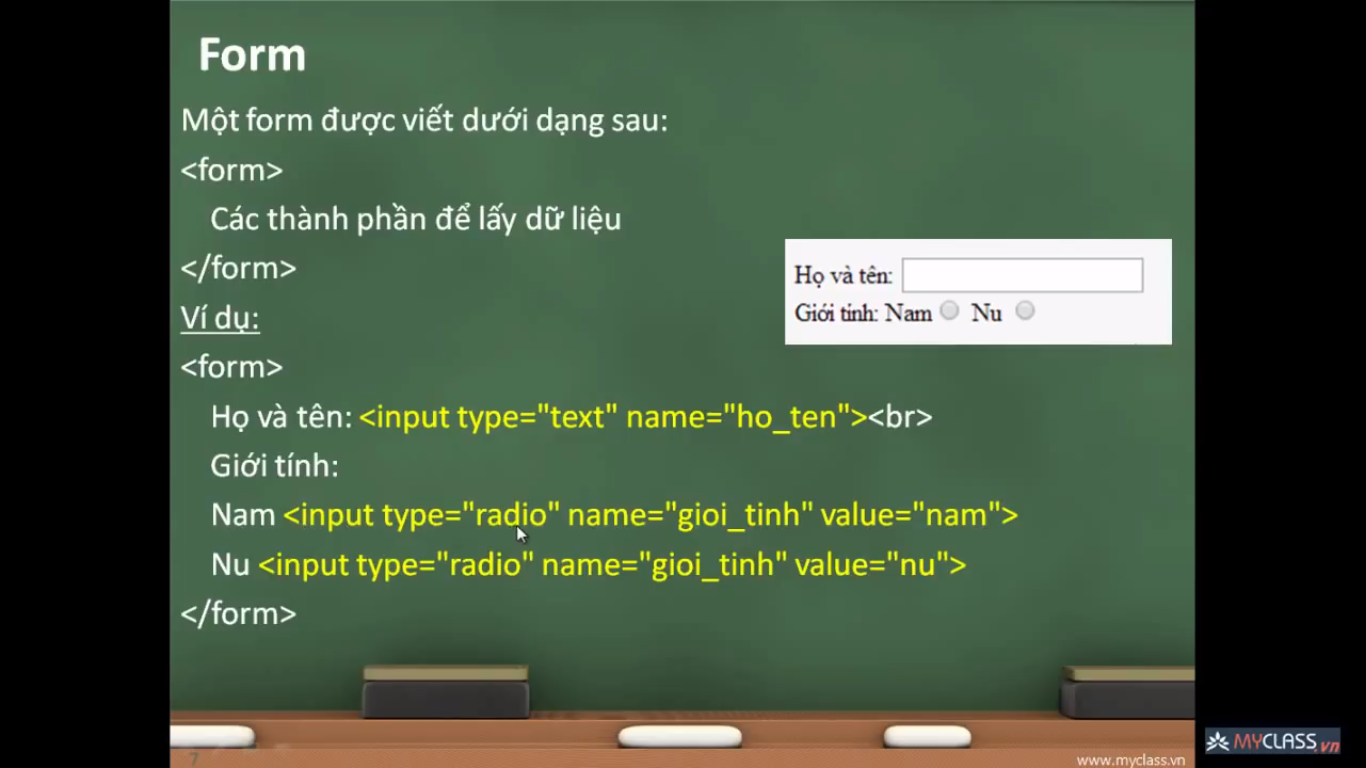 Form
Một form được viết dưới dạng sau:
<form>
Các thành phần để lấy dữ liệu
</form>
Ví dụ:
<form>
Họ và tên: <input type="text" name="ho_ten"><br>
Giới tính:
Nam <input type="radio" name="gioi_tinh" value="nam">
Nu <input type="radio" name="gioi_tinh" value="nu">
</form>
Họ và tên:
Giới tính: Nam Nu
7
www.myclass.vn
MYCLASS.vn